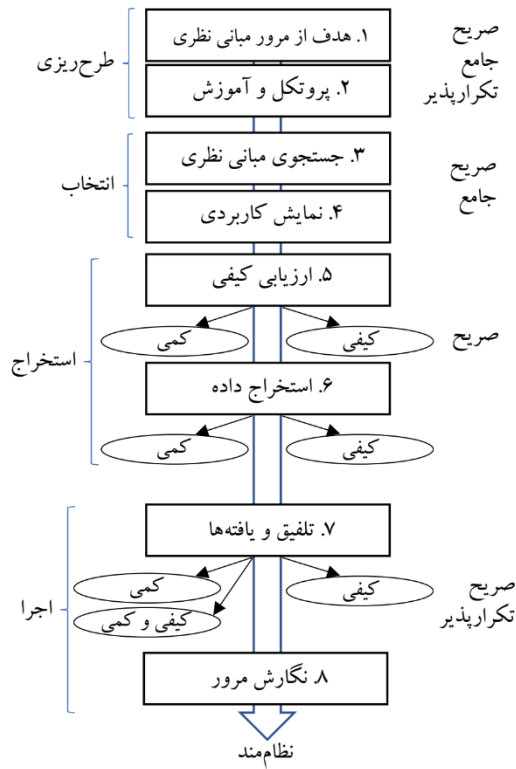 ۱. هدف از مرور مبانی نظری
۲. پروتکل و آموزش
طرح‌ریزی
صریح
جامع
تکرارپذیر
۳. جستجوی مبانی نظری
۴. نمایش کاربردی
انتخاب
صریح
جامع
۵. ارزیابی کیفی
کیفی
کمی
صریح
استخراج
۶. استخراج داده
کیفی
کمی
۷. تلفیق و یافته‌ها
کیفی
کمی
کیفی و کمی
صریح
تکرارپذیر
اجرا
۸. نگارش مرور
نظام‌مند